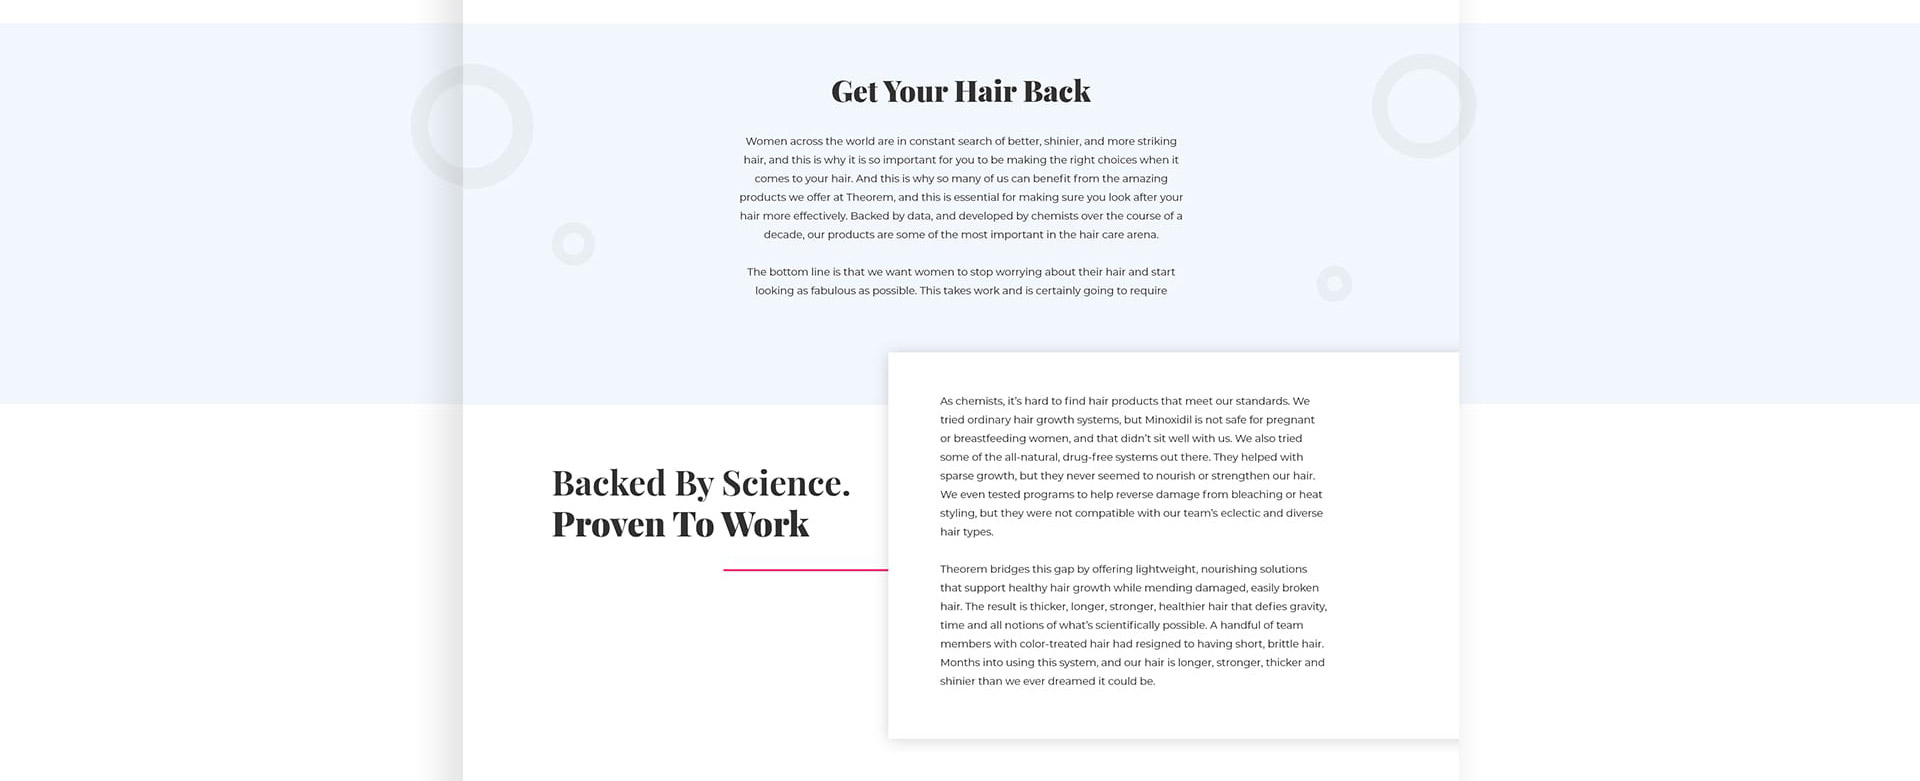 Get Your Hair Back
Women across the world are in constant search of better, shinier, and more striking
hair, and this is why it is so important for you to be making the right choices when it
comes to your hair. And this is why so many of us can benefit from the amazing
products we offer at Theorem, and this is essential for making sure you look after your
hair more effectively. Backed by data, and developed by chemists over the course of a
decade, our products are some of the most important in the hair care arena.
The bottom line is that we want women to stop worrying about their hair and start
looking as fabulous as possible. This takes work and is certainly going to require
Backed By Science.
Proven To Work
As chemists, it's hard to find hair products that meet our standards. We
tried ordinary hair growth systems, but Minoxidil is not safe for pregnant
or breastfeeding women, and that didn't sit well with us. We also tried
some of the all-natural, drug-free systems out there. They helped with
sparse growth, but they never seemed to nourish or strengthen our hair.
We even tested programs to help reverse damage from bleaching or heat
styling, but they were not compatible with our team's eclectic and diverse
hair types.
Theorem bridges this gap by offering lightweight, nourishing solutions
that support healthy hair growth while mending damaged, easily broken
hair. The result is thicker, longer, stronger, healthier hair that defies gravity,
time and all notions of what's scientifically possible. A handful of team
members with color-treated hair had resigned to having short, brittle hair.
Months into using this system, and our hair is longer, stronger, thicker and
shinier than we ever dreamed it could be.